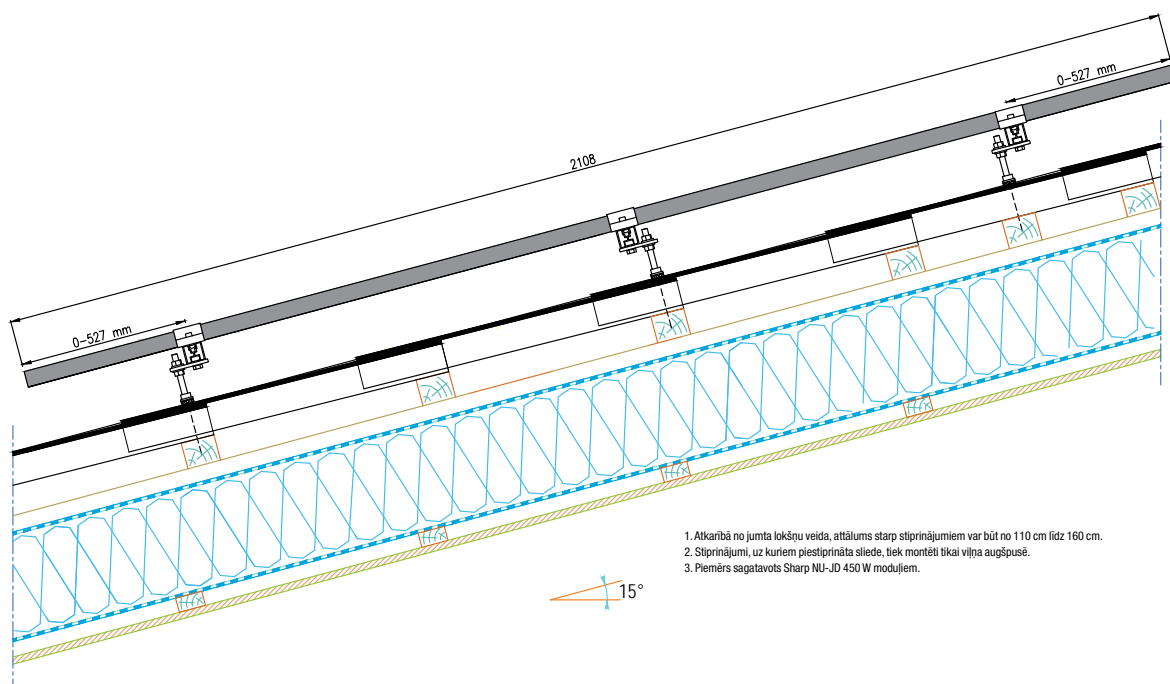 0-527 mm
2108
0-527 mm
1. Atkarībā no jumta lokšņu veida, attālums starp stiprinājumiem var būt no 110 cm līdz 160 cm.
2. Stiprinājumi, uz kuriem piestiprināta sliede, tiek montēti tikai viļņa augšpusē.
3. Piemērs sagatavots Sharp NU-JD 450 W moduļiem.
15°